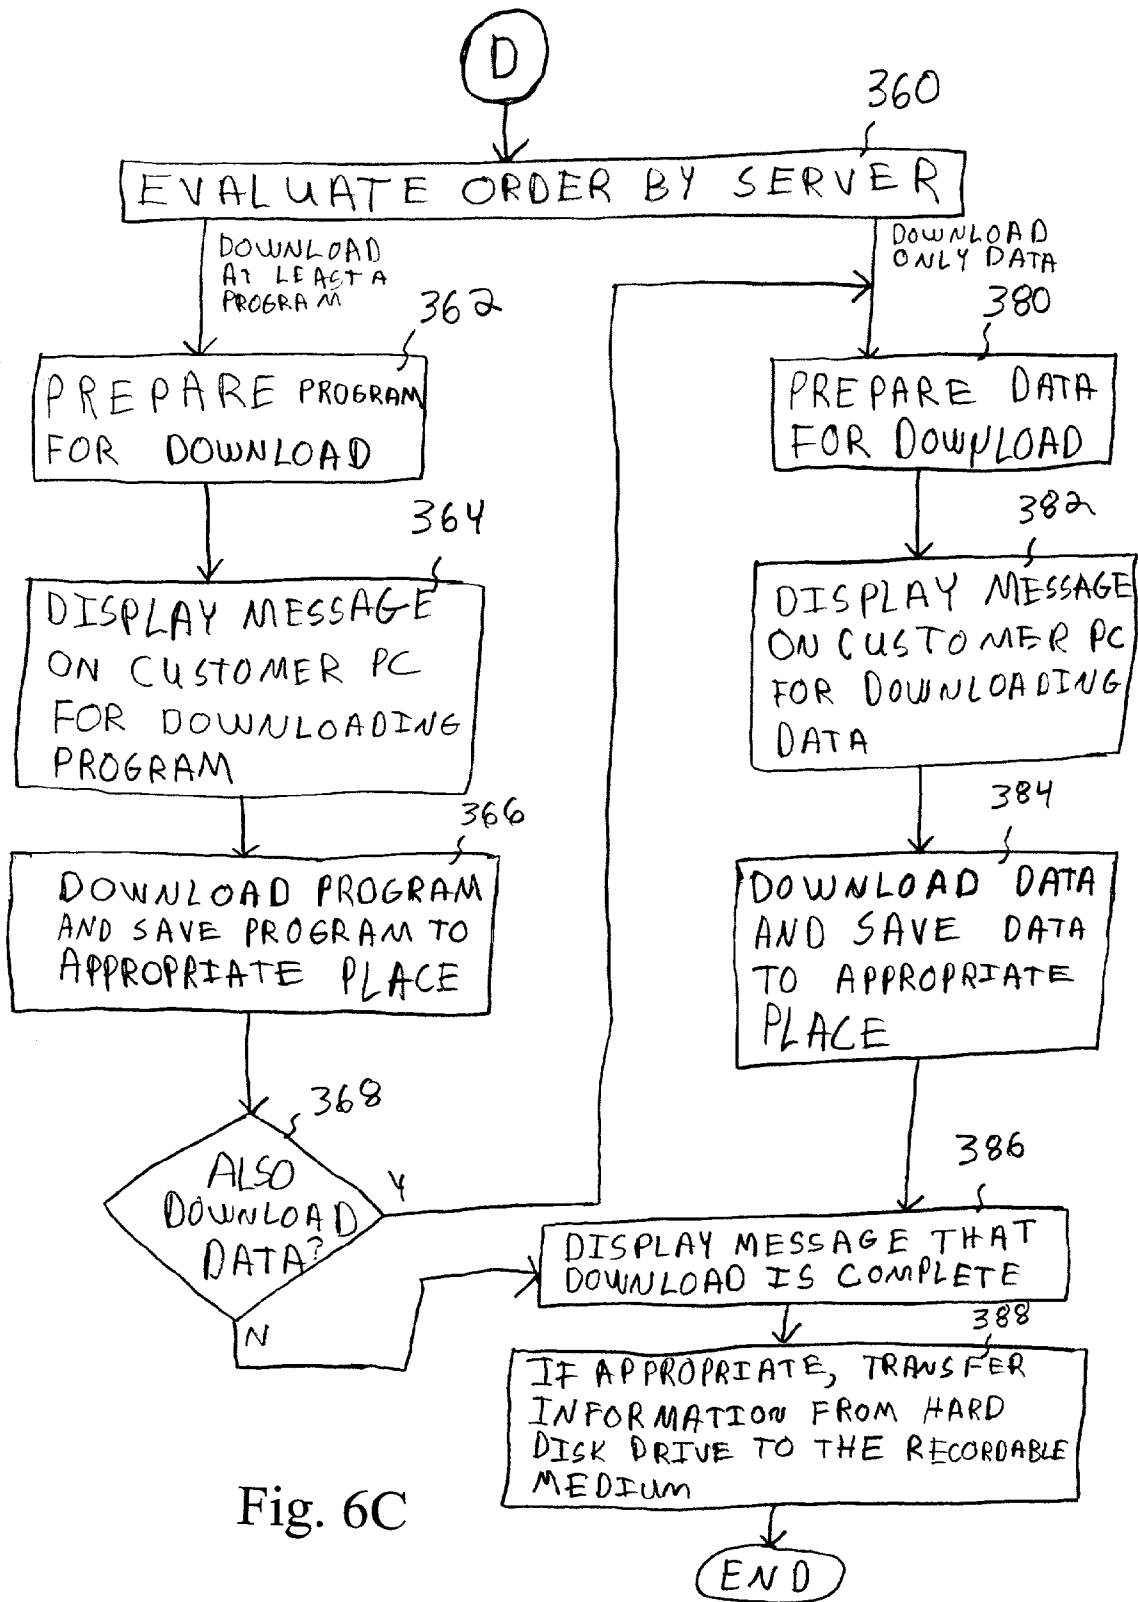 D
360
EVALUATE ORDER BY SERVER
DOWNLOAD
AT LEAST A
PROGRAM
DOWNLOAD
ONLY DATA
362
PREPARE PROGRAM
FOR DOWNLOAD
380
PREPARE DATA
FOR DOWNLOAD
364
DISPLAY MESSAGE
ON CUSTOMER PC
FOR DOWNLOADING
PROGRAM
382
DISPLAY MESSAGE
ON CUSTOMER PC
FOR DOWNLOADING
DATA
366
DOWNLOAD PROGRAM
AND SAVE PROGRAM TO
APPROPRIATE PLACE
384
DOWNLOAD DATA
AND SAVE DATA
TO APPROPRIATE
PLACE
368
ALSO
DOWNLOAD
DATA?
Y
N
386
DISPLAY MESSAGE THAT
DOWNLOAD IS COMPLETE
388
IF APPROPRIATE, TRANSFER
INFORMATION FROM HARD
DISK DRIVE TO THE RECORDABLE
MEDIUM
END
Fig. 6C